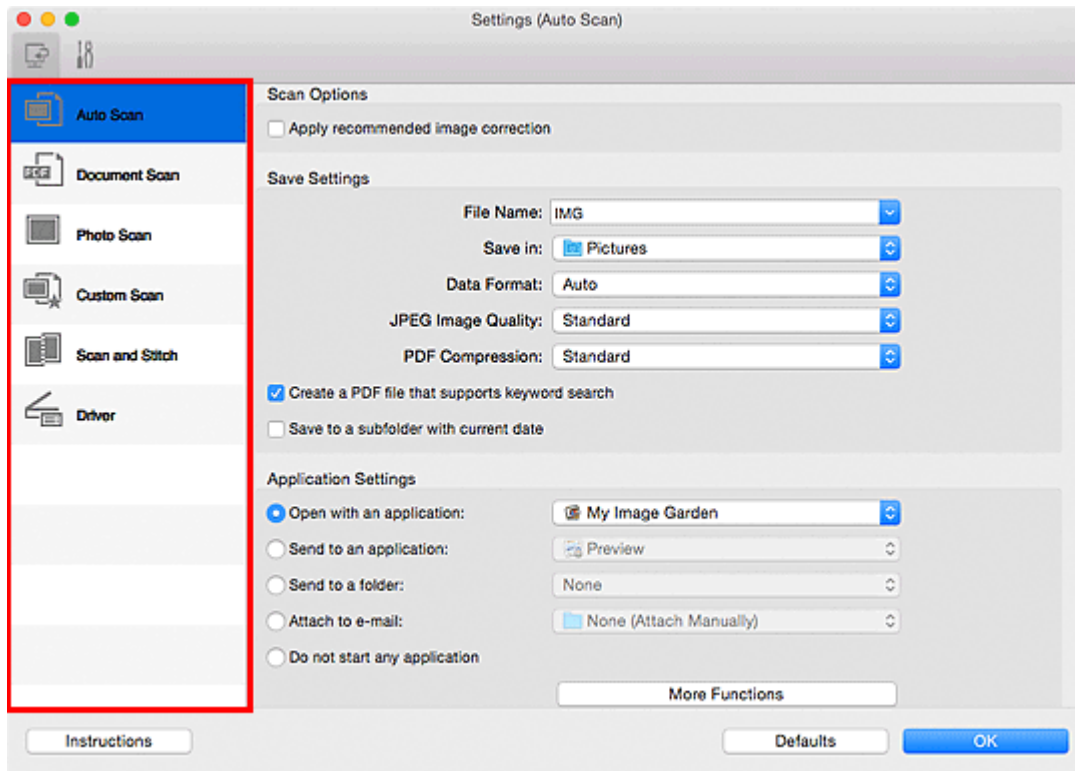 Settings (Auto Scan)
Auto Scan
PDF
Document Scan
Photo Scan
Custom Scan
Scan and Stitch
Driver
Scan Options
Apply recommended image correction
Save Settings
File Name: IMG
Save in: Pictures
Data Format: Auto
JPEG Image Quality: Standard
PDF Compression: Standard
Create a PDF file that supports keyword search
Save to a subfolder with current date
Application Settings
Open with an application: My Image Garden
Send to an application: Preview
Send to a folder: None
Attach to e-mail: None (Attach Manually)
Do not start any application
More Functions
Instructions Defaults OK